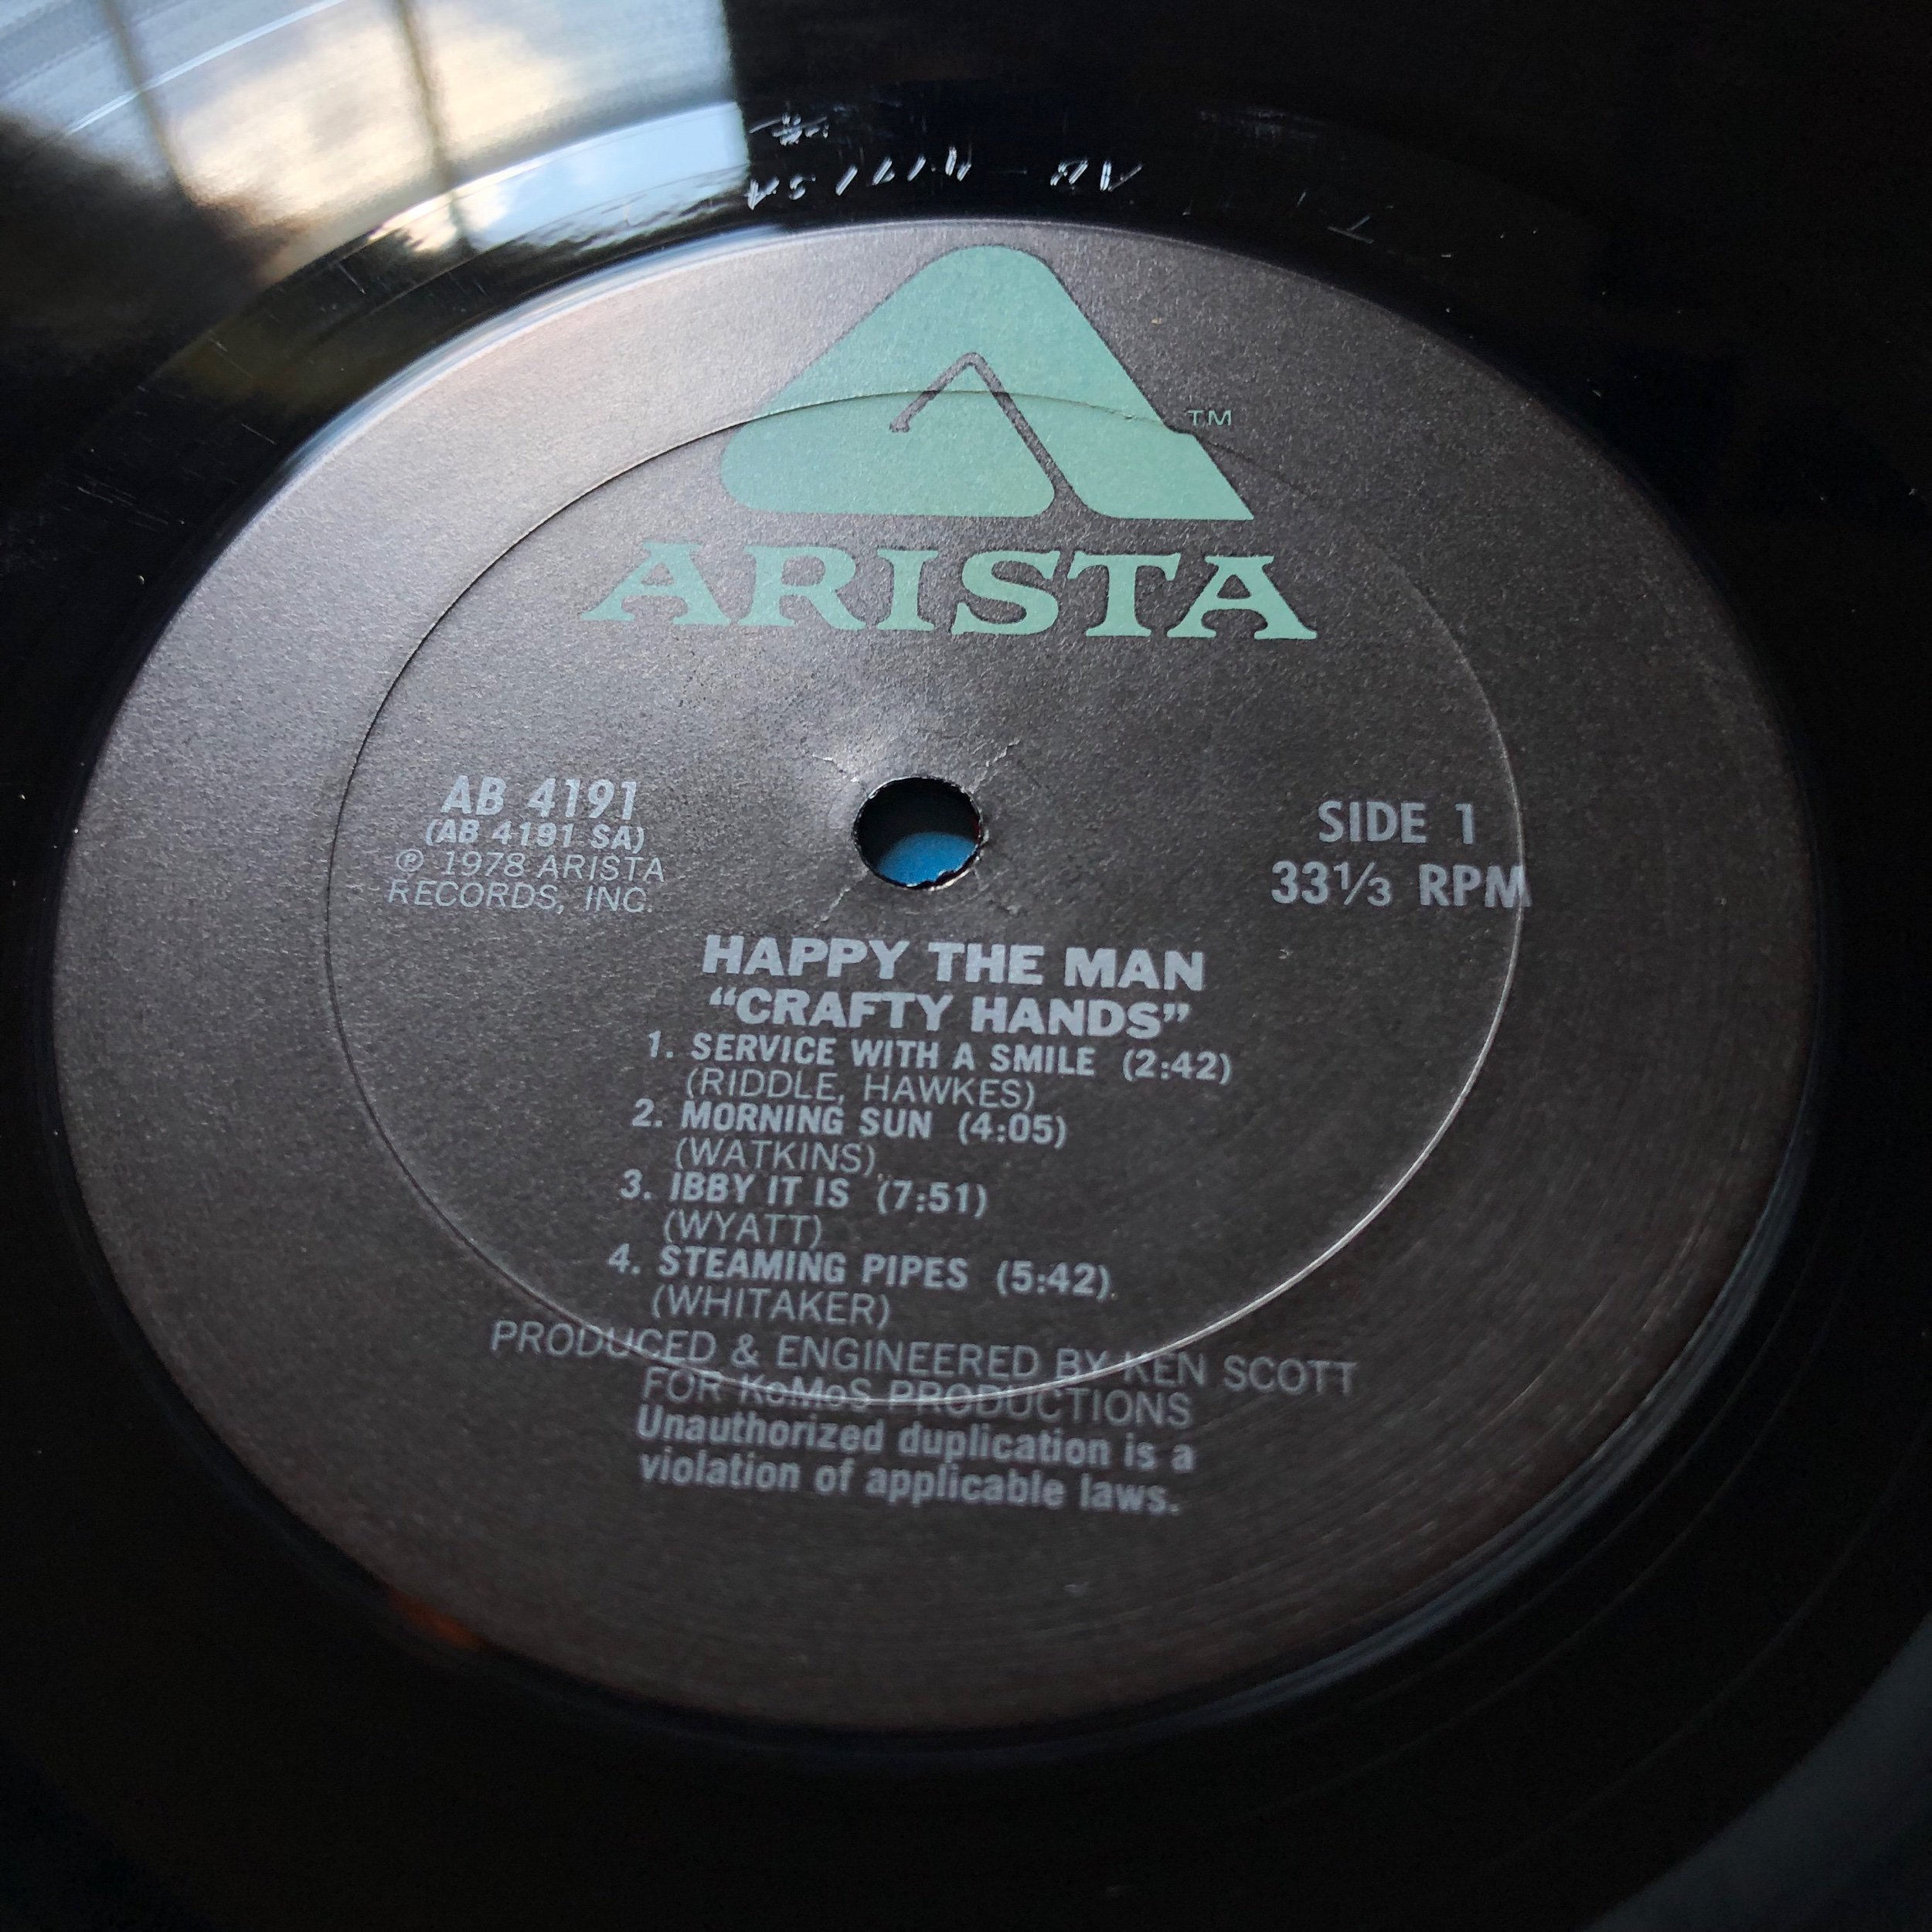 TM
ARISTA
AB 4191
(AB 4191 SA)
℗ 1978 ARISTA
RECORDS, INC.
SIDE 1
33⅓ RPM
HAPPY THE MAN
“CRAFTY HANDS”
1. SERVICE WITH A SMILE (2:42)
(RIDDLE, HAWKES)
2. MORNING SUN (4:05)
(WATKINS)
3. IBBY IT IS (7:51)
(WYATT)
4. STEAMING PIPES (5:42)
(WHITAKER)
PRODUCED & ENGINEERED BY KEN SCOTT
FOR KoMoS PRODUCTIONS
Unauthorized duplication is a
violation of applicable laws.